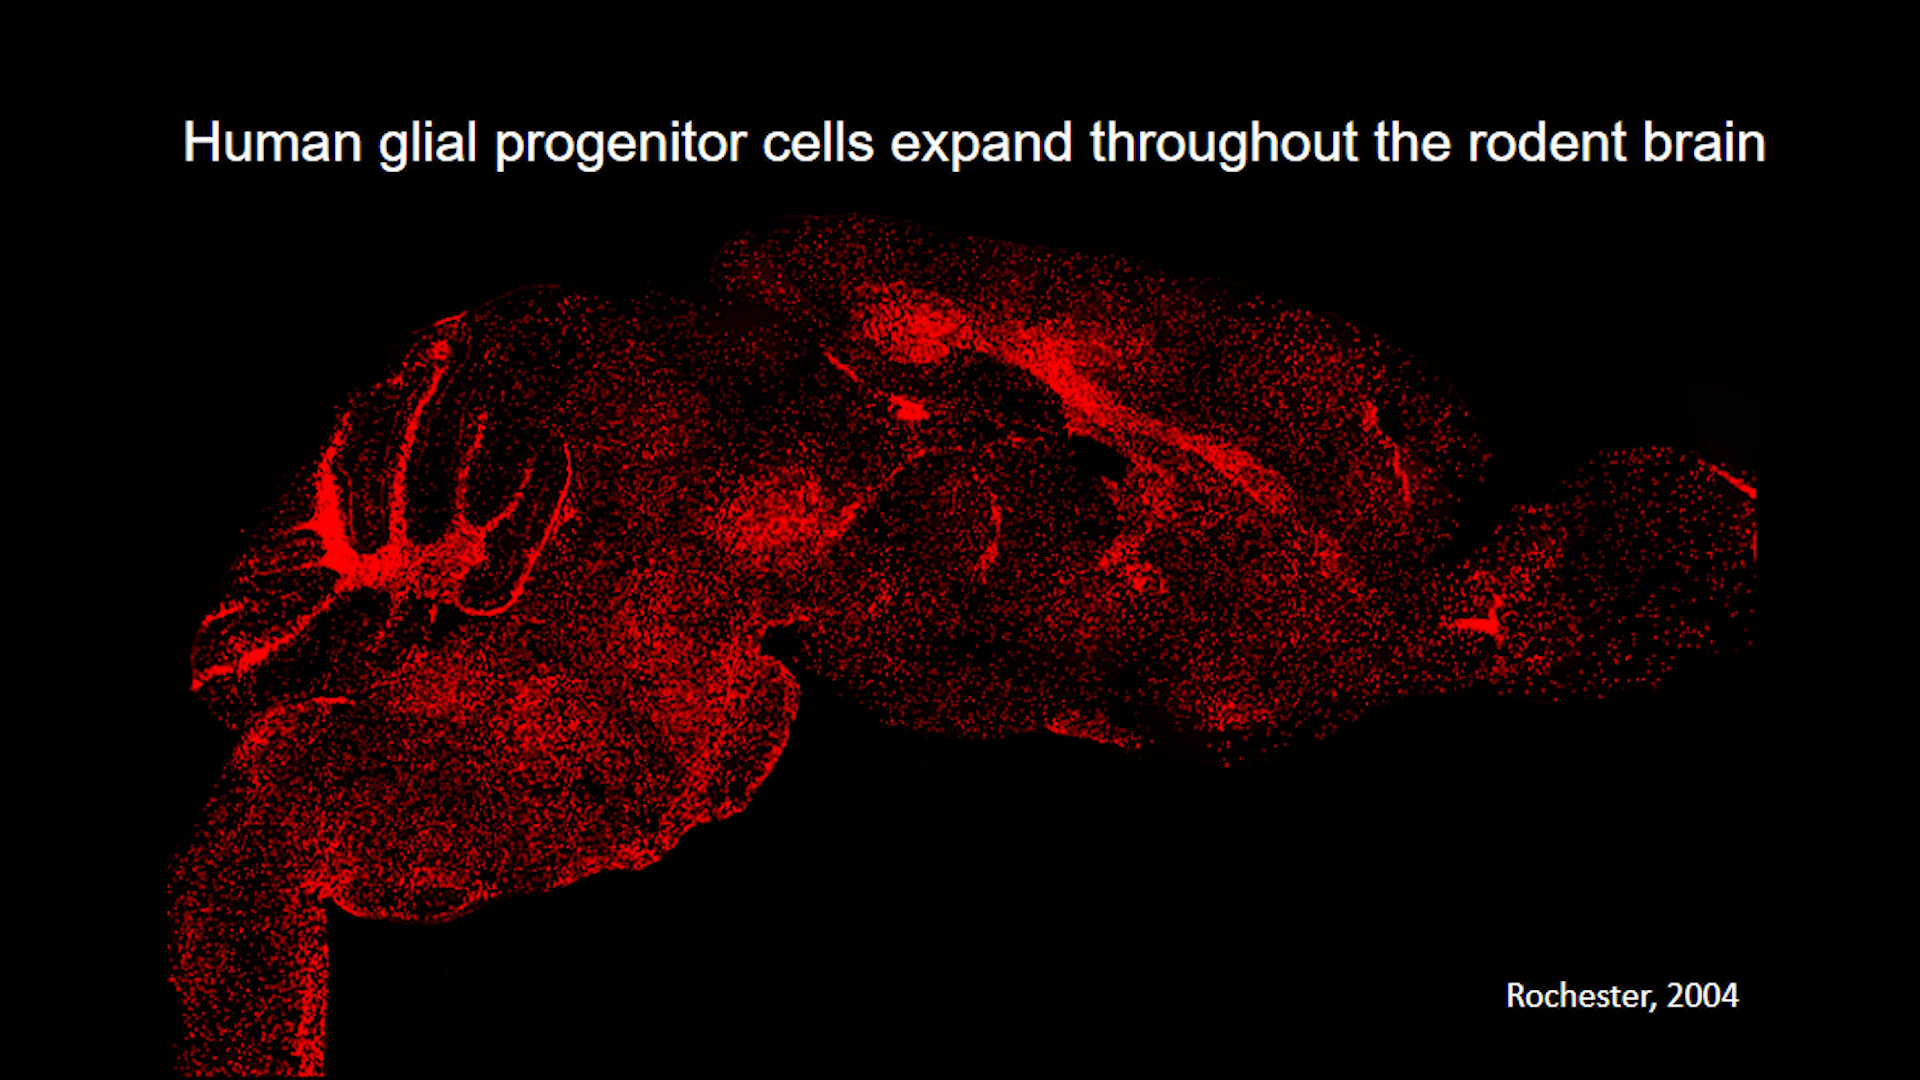 Human glial progenitor cells expand throughout the rodent brain
Rochester, 2004